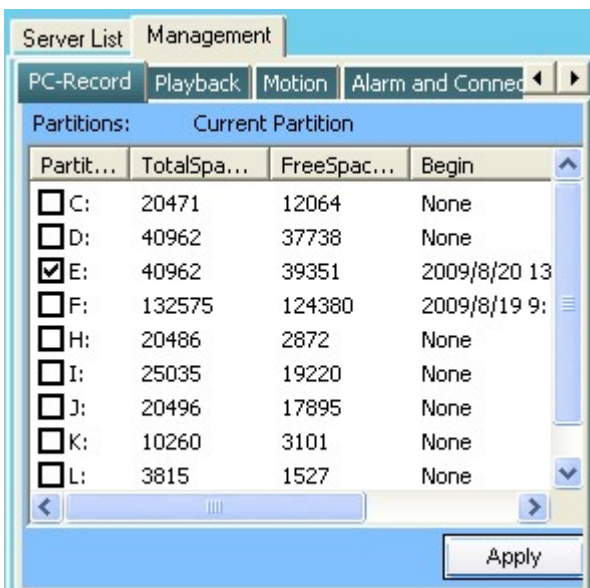 Server List Management
PC-Record Playback Motion Alarm and Connec
Partitions: Current Partition
Partit... TotalSpa... FreeSpac... Begin
C: 20471 12064 None
D: 40962 37738 None
E: 40962 39351 2009/8/20 13
F: 132575 124380 2009/8/19 9:
H: 20486 2872 None
I: 25035 19220 None
J: 20496 17895 None
K: 10260 3101 None
L: 3815 1527 None
Apply